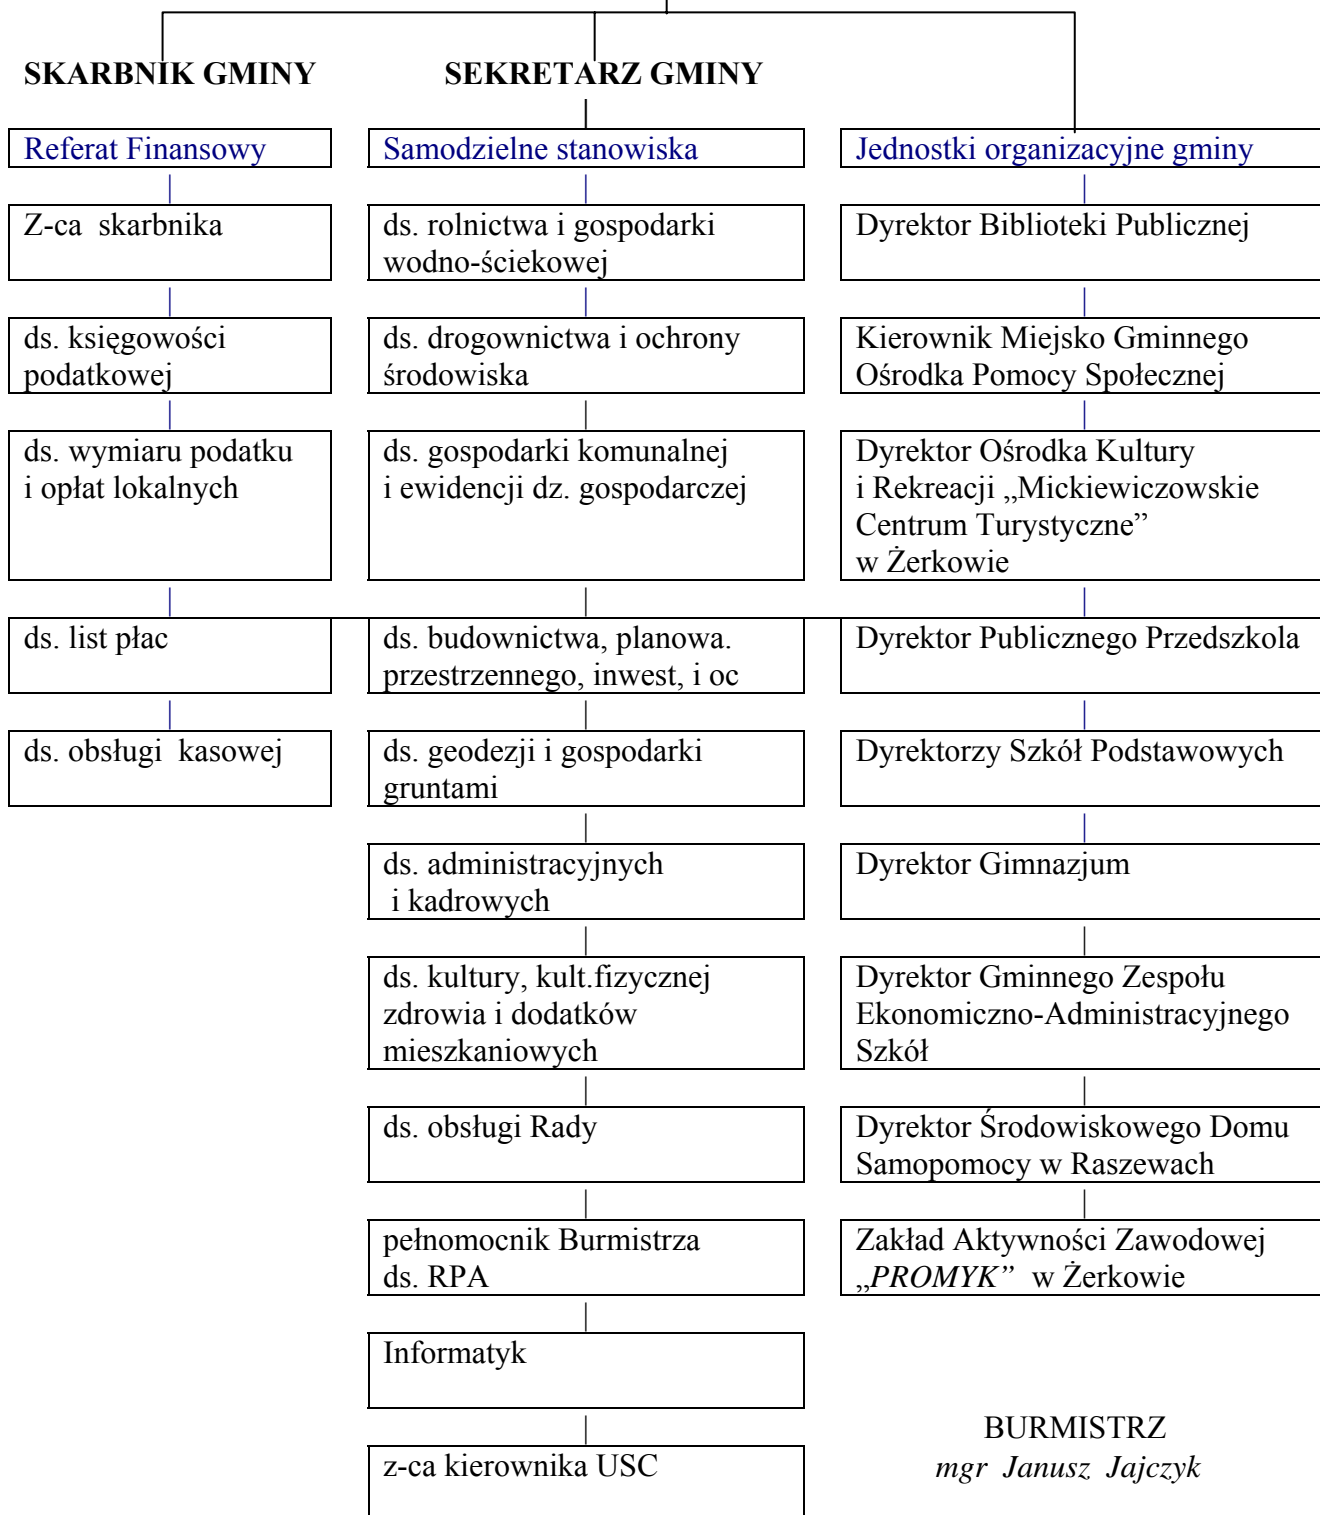 SKARBNIK GMINY
Referat Finansowy
Z-ca skarbnika
ds. księgowości
podatkowej
ds. wymiaru podatku
i opłat lokalnych
ds. list płac
ds. obsługi kasowej
SEKRETARZ GMINY
Samodzielne stanowiska
ds. rolnictwa i gospodarki
wodno-ściekowej
ds. drogownictwa i ochrony
środowiska
ds. gospodarki komunalnej
i ewidencji dz. gospodarczej
ds. budownictwa, planowa.
przestrzennego, inwest, i oc
ds. geodezji i gospodarki
gruntami
ds. administracyjnych
i kadrowych
ds. kultury, kult.fizycznej
zdrowia i dodatków
mieszkaniowych
ds. obsługi Rady
pełnomocnik Burmistrza
ds. RPA
Informatyk
z-ca kierownika USC
Jednostki organizacyjne gminy
Dyrektor Biblioteki Publicznej
Kierownik Miejsko Gminnego
Ośrodka Pomocy Społecznej
Dyrektor Ośrodka Kultury
i Rekreacji „Mickiewiczowskie
Centrum Turystyczne”
w Żerkowie
Dyrektor Publicznego Przedszkola
Dyrektorzy Szkół Podstawowych
Dyrektor Gimnazjum
Dyrektor Gminnego Zespołu
Ekonomiczno-Administracyjnego
Szkół
Dyrektor Środowiskowego Domu
Samopomocy w Raszewach
Zakład Aktywności Zawodowej
„PROMYK” w Żerkowie
BURMISTRZ
mgr Janusz Jajczyk